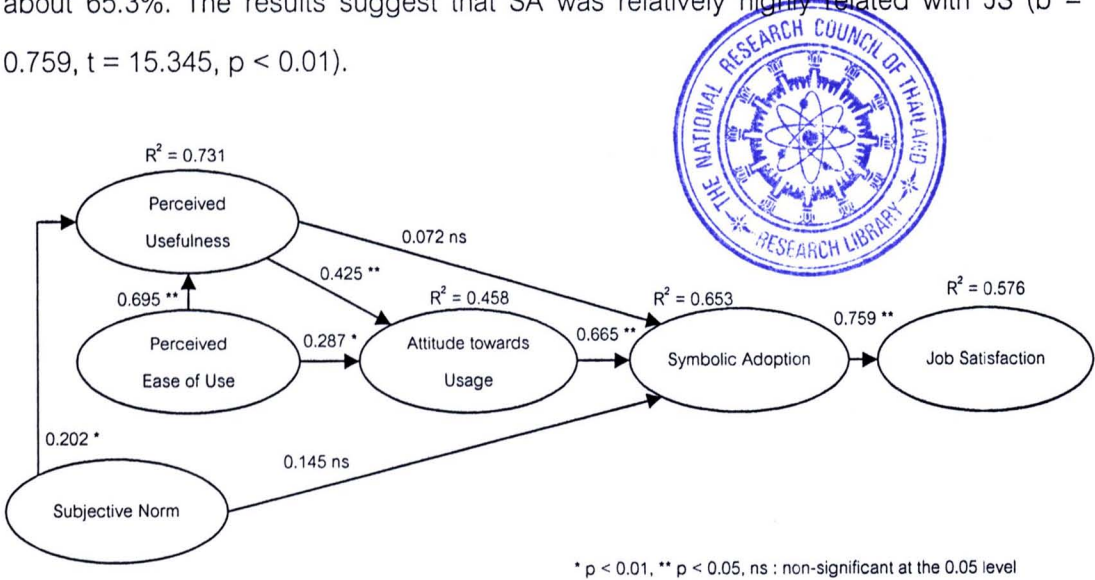 about 65.3%. The results suggest that SA was relatively highly related with JS (b =
0.759, t = 15.345, p < 0.01).
THE NATIONAL RESEARCH COUNCIL OF THAILAND
RESEARCH LIBRARY
R² = 0.731
Perceived
Usefulness
0.072 ns
0.425 **
0.695 **
R² = 0.458
R² = 0.653
R² = 0.576
0.759 **
Perceived
Ease of Use
0.287 *
Attitude towards
Usage
0.665 **
Symbolic Adoption
Job Satisfaction
0.202 *
0.145 ns
Subjective Norm
* p < 0.01, ** p < 0.05, ns : non-significant at the 0.05 level